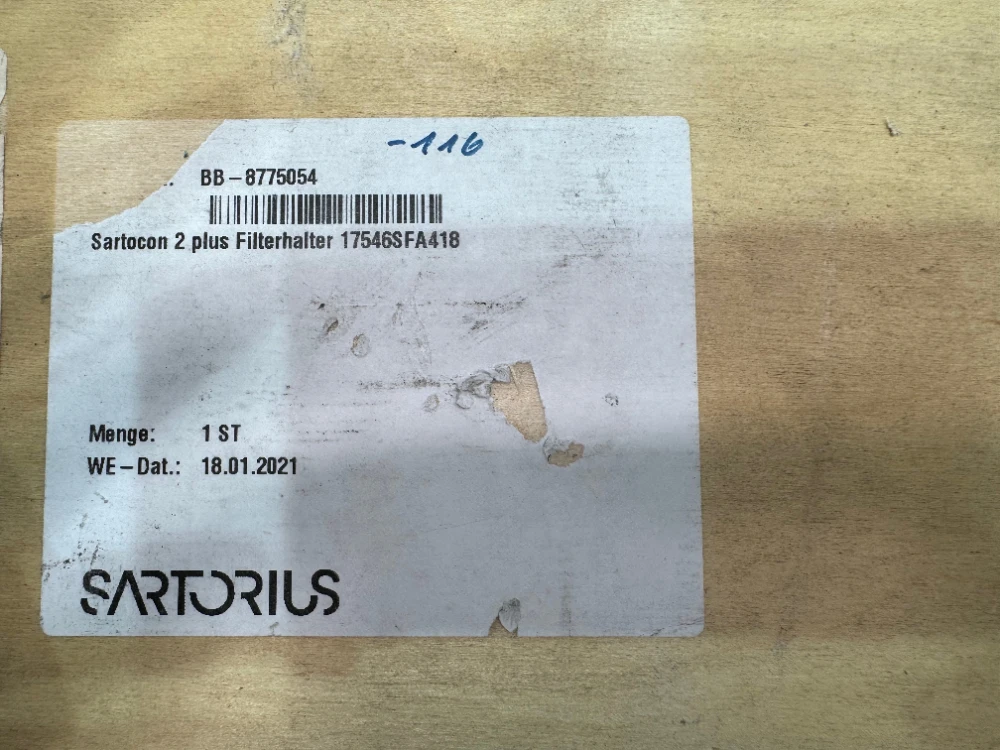 -116
BB-8775054
Sartocon 2 plus Filterhalter 17546SFA418
Menge: 1 ST
WE-Dat.: 18.01.2021
SARTORIUS